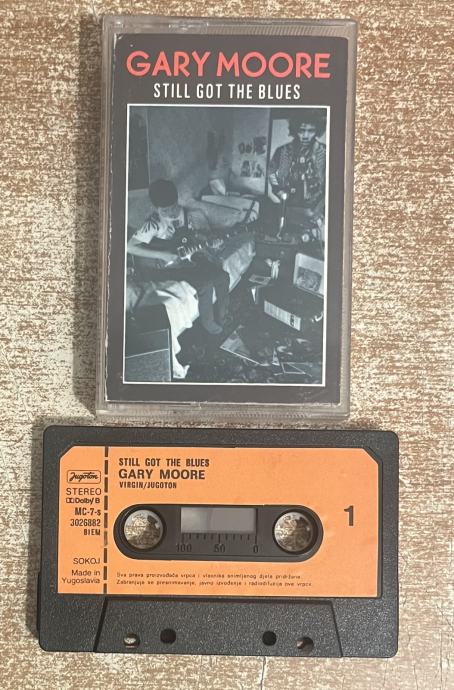 GARY MOORE
STILL GOT THE BLUES
Jugoton
STEREO
Dolby B
MC-7-S
3026882
BIEM
SOKOJ
Made in
Yugoslavia
STILL GOT THE BLUES
GARY MOORE
VIRGIN/JUGOTON
1
100 50 0
Sva prava proizvođača vrpce i vlasnika snimljenog djela pridržana.
Zabranjuje se presnimavanje, javno izvođenje i radiodifuzija ove vrpce.